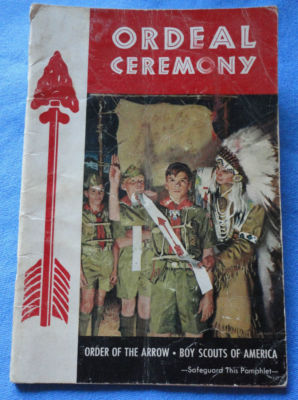 ORDEAL
CEREMONY
ORDER OF THE ARROW • BOY SCOUTS OF AMERICA
—Safeguard This Pamphlet—